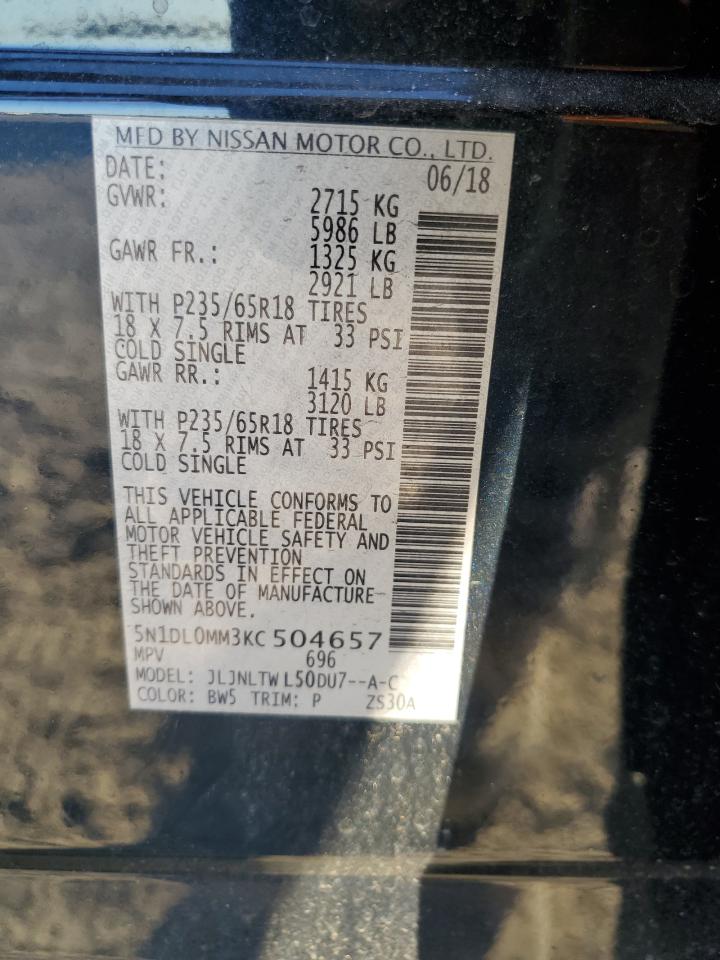 MFD BY NISSAN MOTOR CO., LTD.
DATE: 06/18
GVWR: 2715 KG
5986 LB
GAWR FR.: 1325 KG
2921 LB
WITH P235/65R18 TIRES
18 X 7.5 RIMS AT 33 PSI
COLD SINGLE
GAWR RR.: 1415 KG
3120 LB
WITH P235/65R18 TIRES
18 X 7.5 RIMS AT 33 PSI
COLD SINGLE
THIS VEHICLE CONFORMS TO
ALL APPLICABLE FEDERAL
MOTOR VEHICLE SAFETY AND
THEFT PREVENTION
STANDARDS IN EFFECT ON
THE DATE OF MANUFACTURE
SHOWN ABOVE.
5N1DL0MM3KC504657
MPV 696
MODEL: JLJNLTWL50DU7--A-C
COLOR: BW5 TRIM: P ZS30A